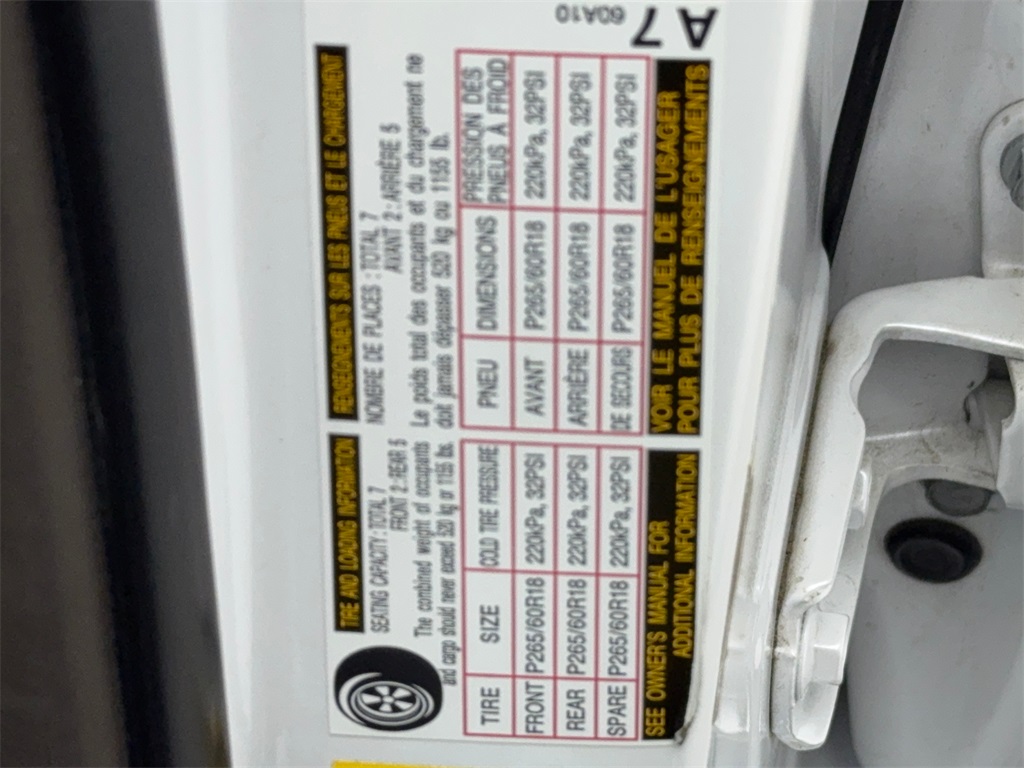 TIRE AND LOADING INFORMATION
SEATING CAPACITY : TOTAL 7
FRONT 2 : REAR 5
The combined weight of occupants
and cargo should never exceed 520 kg or 1155 lbs.
TIRE SIZE COLD TIRE PRESSURE
FRONT P265/60R18 220kPa, 32PSI
REAR P265/60R18 220kPa, 32PSI
SPARE P265/60R18 220kPa, 32PSI
SEE OWNER'S MANUAL FOR
ADDITIONAL INFORMATION
RENSEIGNEMENTS SUR LES PNEUS ET LE CHARGEMENT
NOMBRE DE PLACES : TOTAL 7
AVANT 2 : ARRIÈRE 5
Le poids total des occupants et du chargement ne
doit jamais dépasser 520 kg ou 1155 lb.
PNEU DIMENSIONS PRESSION DES
PNEUS À FROID
AVANT P265/60R18 220kPa, 32PSI
ARRIÈRE P265/60R18 220kPa, 32PSI
DE SECOURS P265/60R18 220kPa, 32PSI
VOIR LE MANUEL DE L'USAGER
POUR PLUS DE RENSEIGNEMENTS
A7
60A10